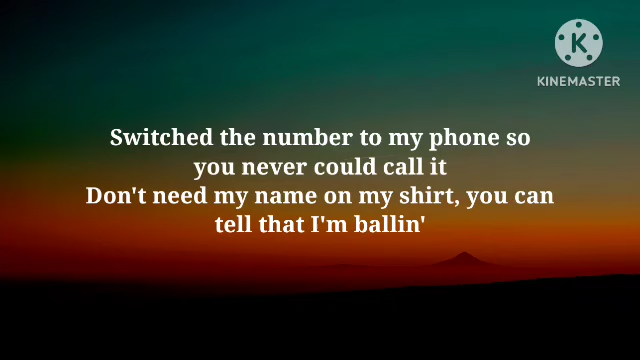 K
KINEMASTER
Switched the number to my phone so
you never could call it
Don't need my name on my shirt, you can
tell that I'm ballin'